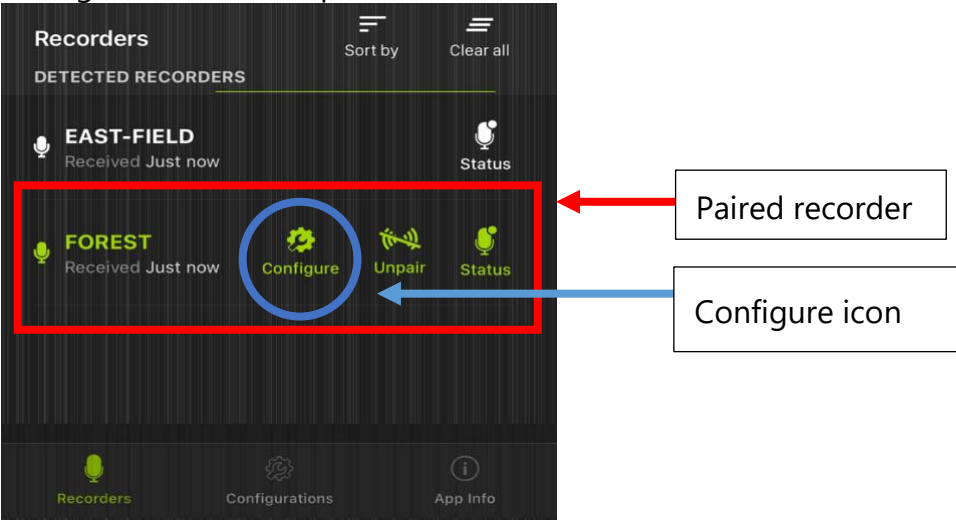 Recorders
Sort by
Clear all
DETECTED RECORDERS
EAST-FIELD
Received Just now
Status
Paired recorder
FOREST
Received Just now
Configure
Unpair
Status
Configure icon
Recorders
Configurations
App Info